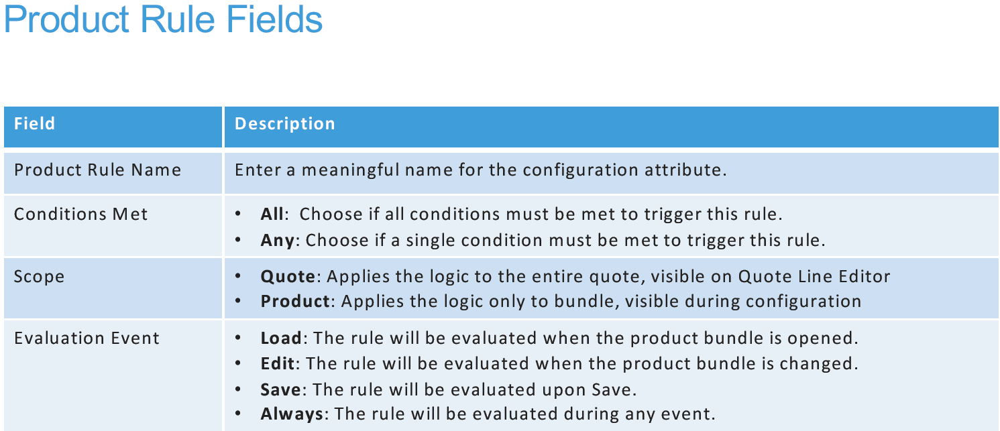 Product Rule Fields
Field
Description
Product Rule Name
Enter a meaningful name for the configuration attribute.
Conditions Met
• All:  Choose if all conditions must be met to trigger this rule.
• Any: Choose if a single condition must be met to trigger this rule.
Scope
• Quote: Applies the logic to the entire quote, visible on Quote Line Editor
• Product: Applies the logic only to bundle, visible during configuration
Evaluation Event
• Load: The rule will be evaluated when the product bundle is opened.
• Edit: The rule will be evaluated when the product bundle is changed.
• Save: The rule will be evaluated upon Save.
• Always: The rule will be evaluated during any event.